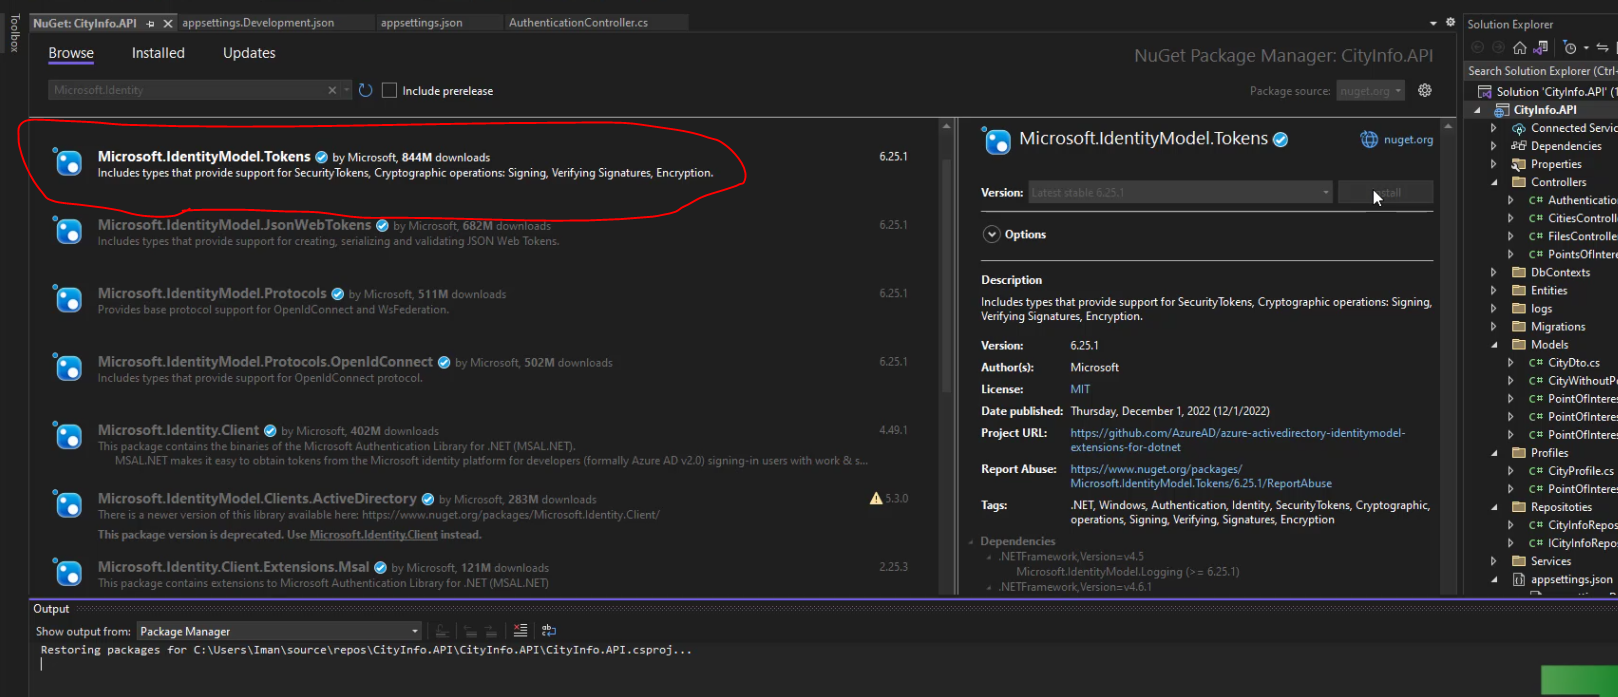 Toolbox
NuGet: CityInfo.API
appsettings.Development.json
appsettings.json
AuthenticationController.cs
Browse
Installed
Updates
NuGet Package Manager: CityInfo.API
Microsoft.Identity
Include prerelease
Package source: nuget.org
Microsoft.IdentityModel.Tokens by Microsoft, 844M downloads 6.25.1
Includes types that provide support for SecurityTokens, Cryptographic operations: Signing, Verifying Signatures, Encryption.
Microsoft.IdentityModel.JsonWebTokens by Microsoft, 682M downloads 6.25.1
Includes types that provide support for creating, serializing and validating JSON Web Tokens.
Microsoft.IdentityModel.Protocols by Microsoft, 511M downloads 6.25.1
Provides base protocol support for OpenIdConnect and WsFederation.
Microsoft.IdentityModel.Protocols.OpenIdConnect by Microsoft, 502M downloads 6.25.1
Includes types that provide support for OpenIdConnect protocol.
Microsoft.Identity.Client by Microsoft, 402M downloads 4.49.1
This package contains the binaries of the Microsoft Authentication Library for .NET (MSAL.NET).
MSAL.NET makes it easy to obtain tokens from the Microsoft identity platform for developers (formally Azure AD v2.0) signing-in users with work & s...
Microsoft.IdentityModel.Clients.ActiveDirectory by Microsoft, 283M downloads 5.3.0
There is a newer version of this library available here: https://www.nuget.org/packages/Microsoft.Identity.Client/
This package version is deprecated. Use Microsoft.Identity.Client instead.
Microsoft.Identity.Client.Extensions.Msal by Microsoft, 121M downloads 2.25.3
This package contains extensions to Microsoft Authentication Library for .NET (MSAL.NET)
Microsoft.IdentityModel.Tokens
nuget.org
Version: Latest stable 6.25.1
Options
Description
Includes types that provide support for SecurityTokens, Cryptographic operations: Signing,
Verifying Signatures, Encryption.
Version: 6.25.1
Author(s): Microsoft
License: MIT
Date published: Thursday, December 1, 2022 (12/1/2022)
Project URL: https://github.com/AzureAD/azure-activedirectory-identitymodel-
extensions-for-dotnet
Report Abuse: https://www.nuget.org/packages/
Microsoft.IdentityModel.Tokens/6.25.1/ReportAbuse
Tags: .NET, Windows, Authentication, Identity, SecurityTokens, Cryptographic,
operations, Signing, Verifying, Signatures, Encryption
Dependencies
.NETFramework,Version=v4.5
Microsoft.IdentityModel.Logging (>= 6.25.1)
.NETFramework,Version=v4.6.1
Solution Explorer
Search Solution Explorer (Ctrl+
Solution 'CityInfo.API' (1
CityInfo.API
Connected Servic
Dependencies
Properties
Controllers
C# Authentication
C# CitiesControlle
C# FilesController
C# PointsOfIntere
DbContexts
Entities
logs
Migrations
Models
C# CityDto.cs
C# CityWithoutPo
C# PointOfInteres
C# PointOfInteres
C# PointOfInteres
Profiles
C# CityProfile.cs
C# PointOfInteres
Repositoties
C# CityInfoRepos
C# ICityInfoRepos
Services
appsettings.json
Output
Show output from: Package Manager
Restoring packages for C:\Users\Iman\source\repos\CityInfo.API\CityInfo.API\CityInfo.API.csproj...